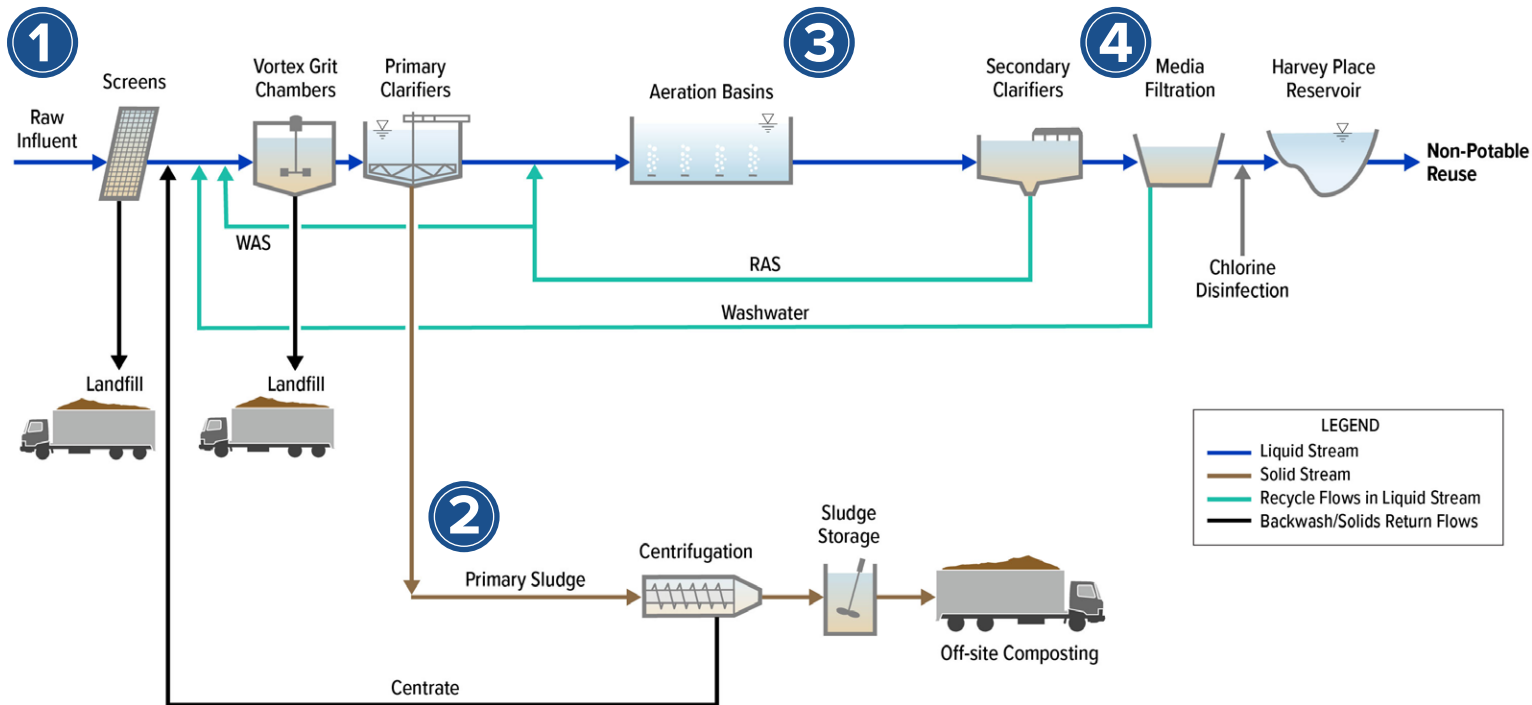 1
3
4
Screens
Vortex Grit
Chambers
Primary
Clarifiers
Aeration Basins
Secondary
Clarifiers
Media
Filtration
Harvey Place
Reservoir
Raw
Influent
Non-Potable
Reuse
WAS
RAS
Chlorine
Disinfection
Washwater
Landfill
Landfill
LEGEND
Liquid Stream
Solid Stream
Recycle Flows in Liquid Stream
Backwash/Solids Return Flows
2
Primary Sludge
Centrifugation
Sludge
Storage
Off-site Composting
Centrate